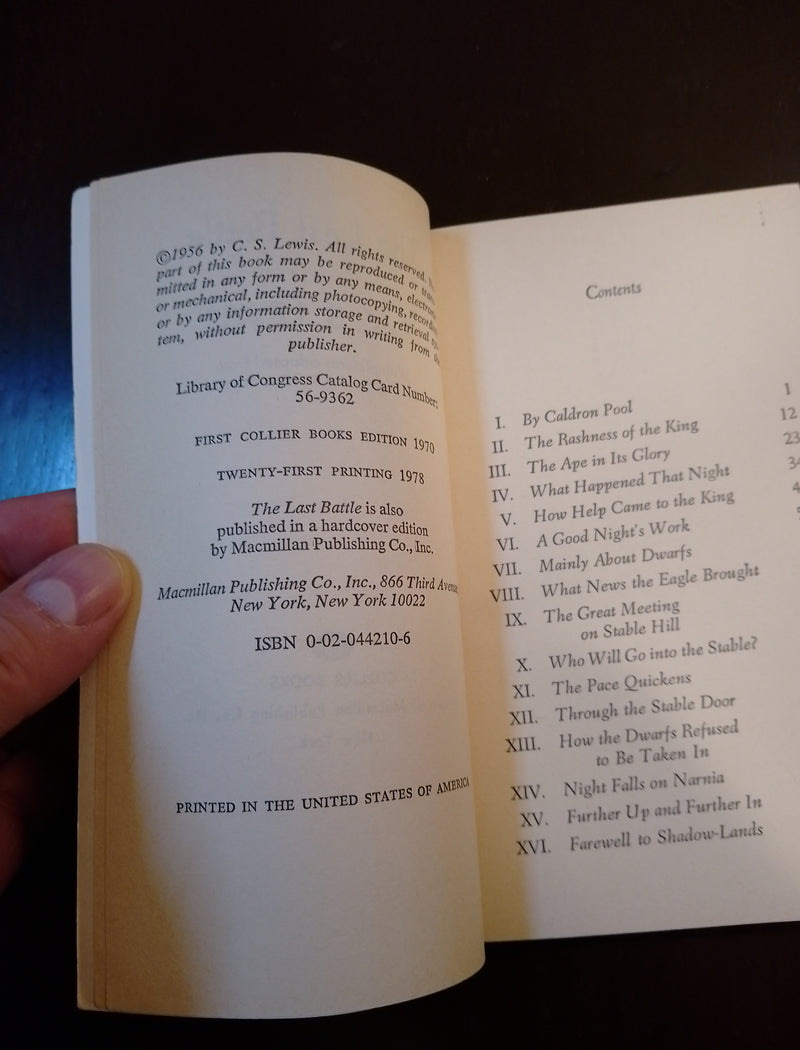 ©1956 by C. S. Lewis. All rights reserved.
part of this book may be reproduced or
mitted in any form or by any means,
or mechanical, including photocopying,
or by any information storage and retrieval
tem, without permission in writing from
publisher.
Library of Congress Catalog Card Number:
56-9362
FIRST COLLIER BOOKS EDITION 1970
TWENTY-FIRST PRINTING 1978
The Last Battle is also
published in a hardcover edition
by Macmillan Publishing Co., Inc.
Macmillan Publishing Co., Inc., 866 Third
New York, New York 10022
ISBN 0-02-044210-6
PRINTED IN THE UNITED STATES OF AMERICA
Contents
I. By Caldron Pool 1
II. The Rashness of the King 12
III. The Ape in Its Glory 23
IV. What Happened That Night
V. How Help Came to the King
VI. A Good Night's Work
VII. Mainly About Dwarfs
VIII. What News the Eagle Brought
IX. The Great Meeting
on Stable Hill
X. Who Will Go into the Stable?
XI. The Pace Quickens
XII. Through the Stable Door
XIII. How the Dwarfs Refused
to Be Taken In
XIV. Night Falls on Narnia
XV. Further Up and Further In
XVI. Farewell to Shadow-Lands